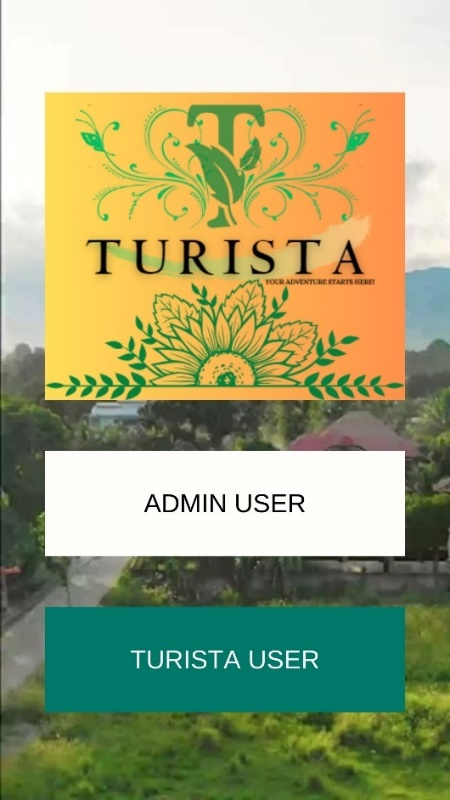 T
TURISTA
YOUR ADVENTURE STARTS HERE!
ADMIN USER
TURISTA USER